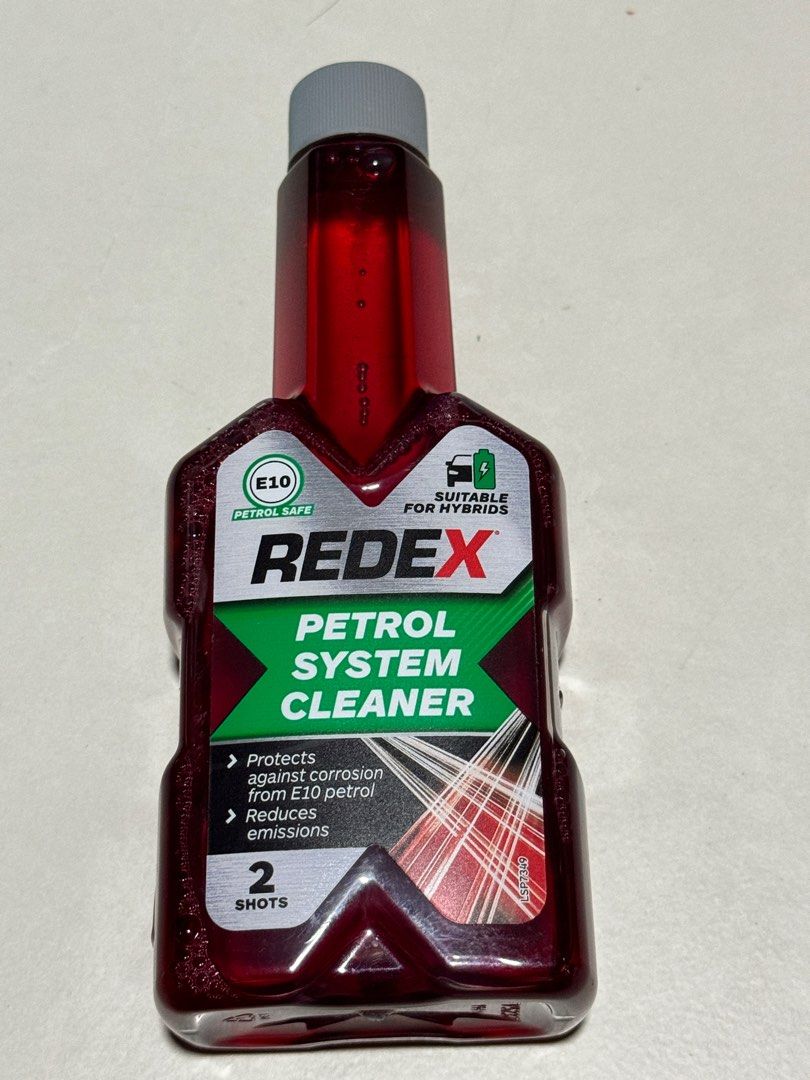 E10
PETROL SAFE
SUITABLE
FOR HYBRIDS
REDEX
PETROL
SYSTEM
CLEANER
Protects
against corrosion
from E10 petrol
Reduces
emissions
2
SHOTS
LSP7349